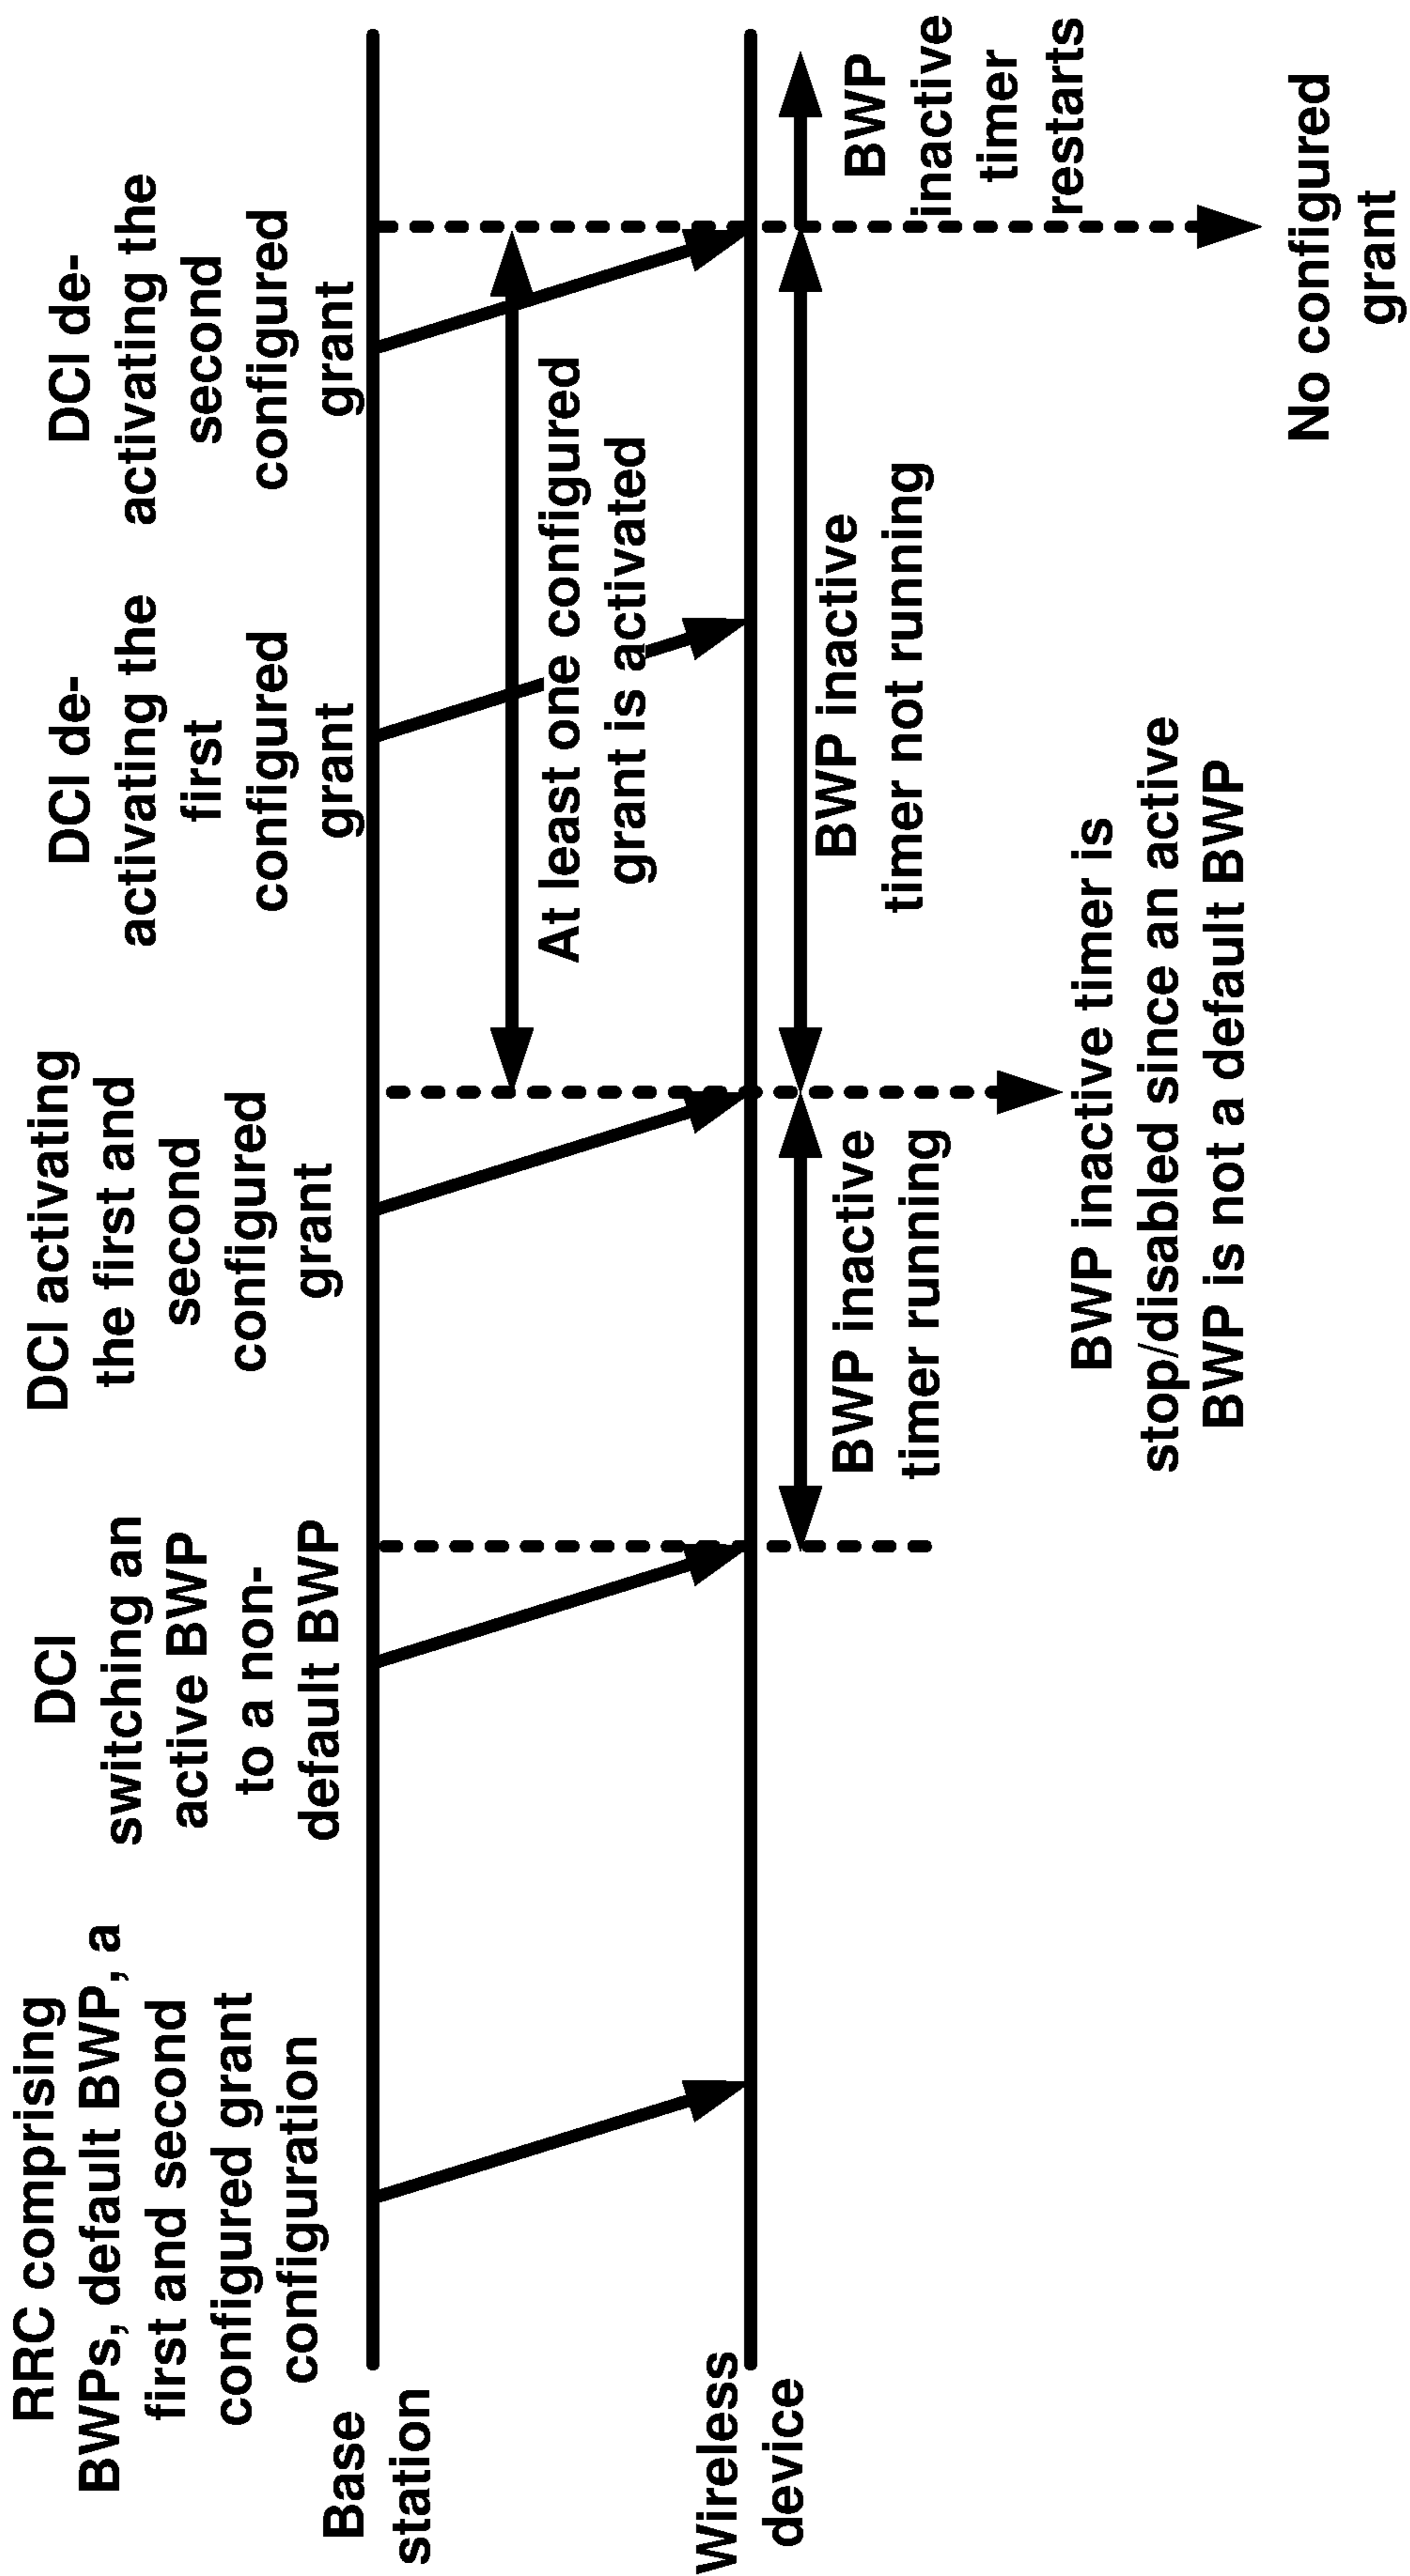 RRC comprising
BWPs, default BWP, a
first and second
configured grant
configuration
DCI
switching an
active BWP
to a non-
default BWP
DCI activating
the first and
second
configured
grant
DCI de-
activating the
first
configured
grant
DCI de-
activating the
second
configured
grant
Base
station
At least one configured
grant is activated
Wireless
device
BWP inactive
timer running
BWP inactive
timer not running
BWP
inactive
timer
restarts
BWP inactive timer is
stop/disabled since an active
BWP is not a default BWP
No configured
grant